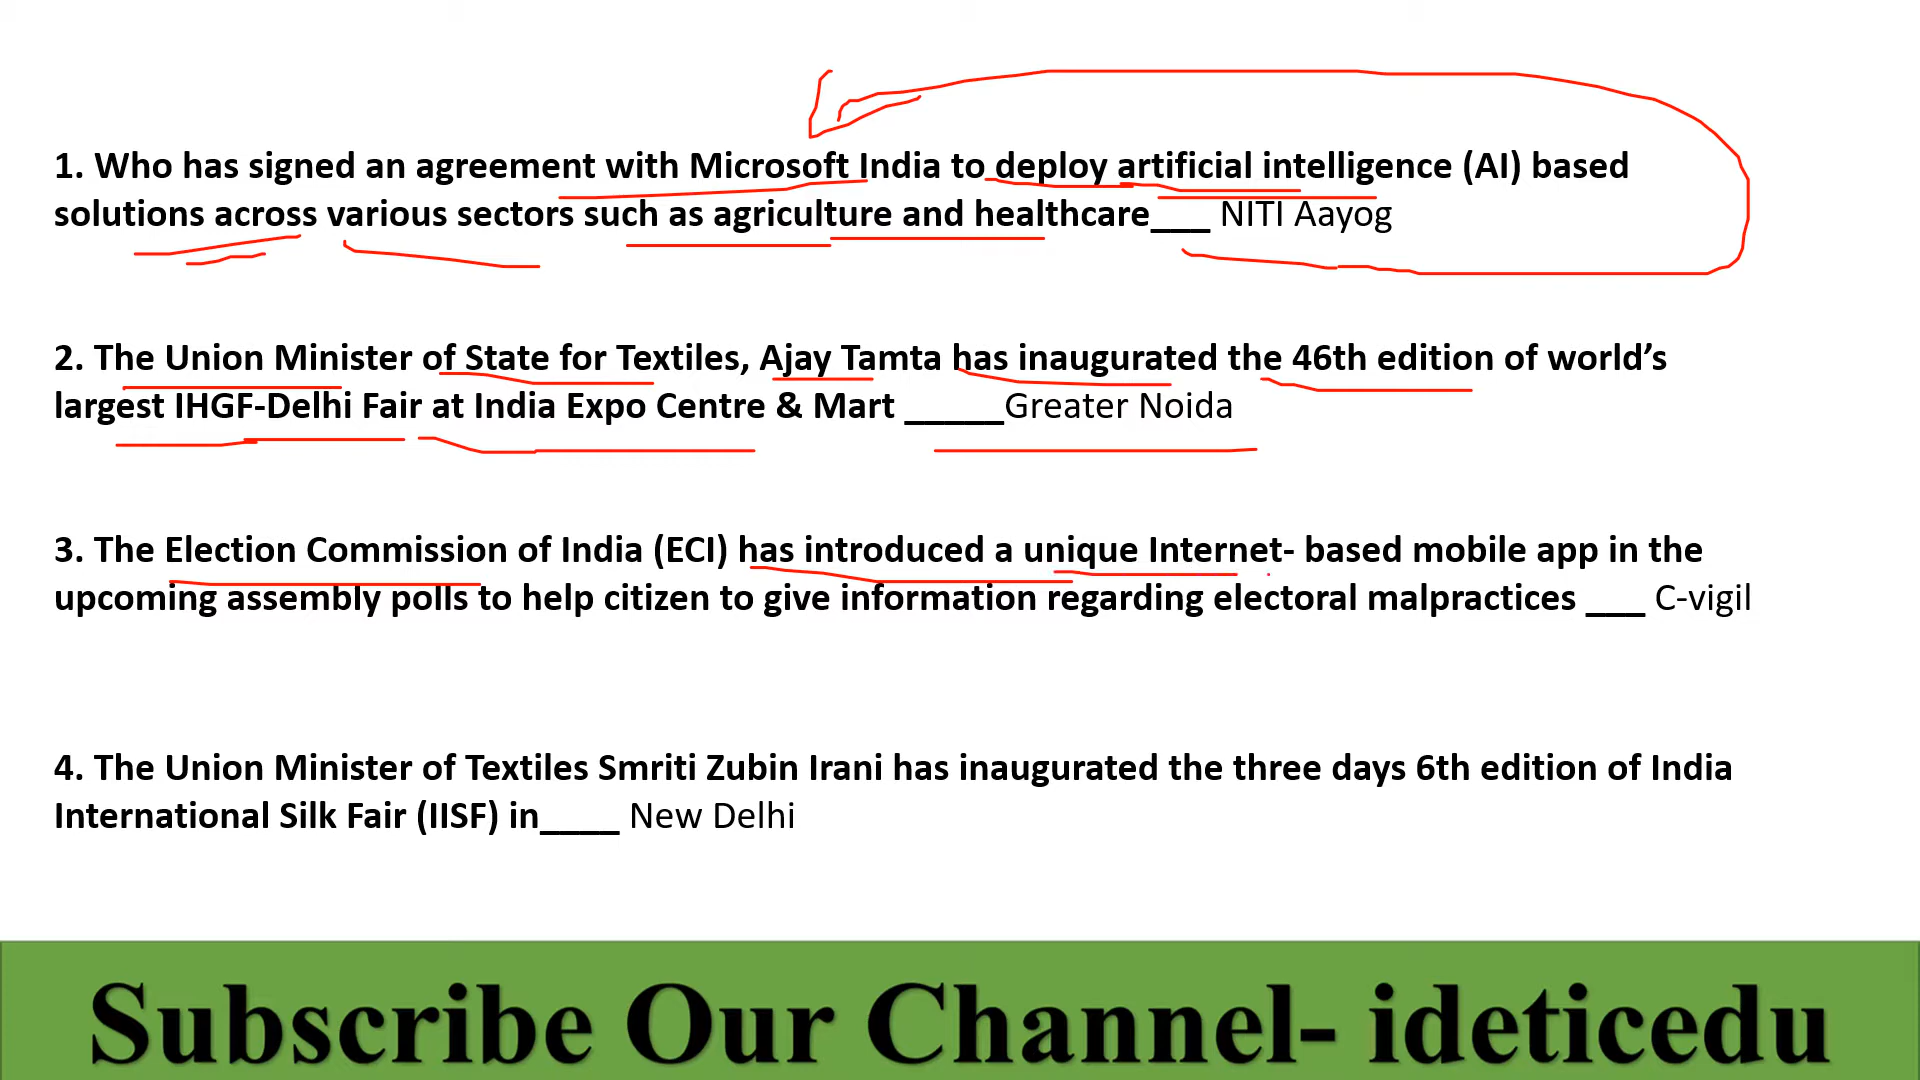 1. Who has signed an agreement with Microsoft India to deploy artificial intelligence (AI) based
solutions across various sectors such as agriculture and healthcare___ NITI Aayog
2. The Union Minister of State for Textiles, Ajay Tamta has inaugurated the 46th edition of world’s
largest IHGF-Delhi Fair at India Expo Centre & Mart _____Greater Noida
3. The Election Commission of India (ECI) has introduced a unique Internet- based mobile app in the
upcoming assembly polls to help citizen to give information regarding electoral malpractices ___ C-vigil
4. The Union Minister of Textiles Smriti Zubin Irani has inaugurated the three days 6th edition of India
International Silk Fair (IISF) in____ New Delhi
Subscribe Our Channel- ideticedu